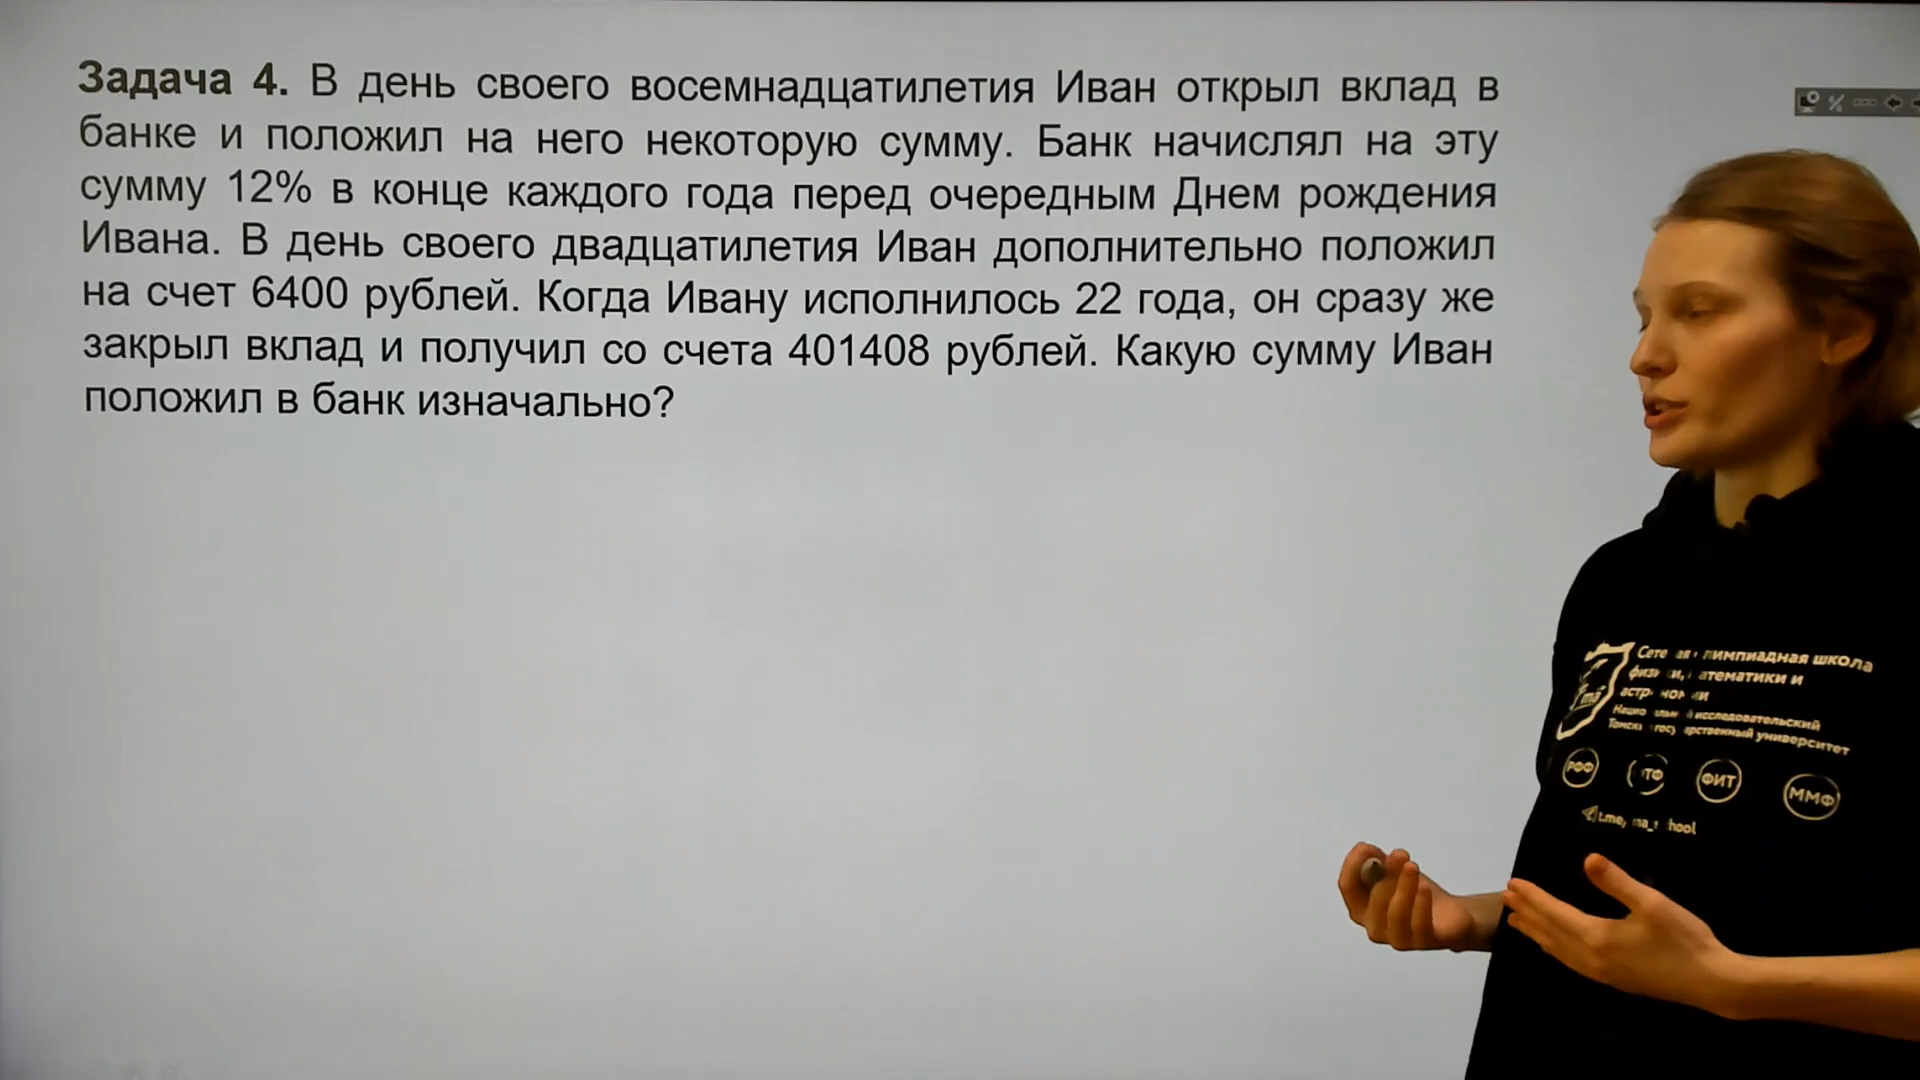 Задача 4. В день своего восемнадцатилетия Иван открыл вклад в
банке и положил на него некоторую сумму. Банк начислял на эту
сумму 12% в конце каждого года перед очередным Днем рождения
Ивана. В день своего двадцатилетия Иван дополнительно положил
на счет 6400 рублей. Когда Ивану исполнилось 22 года, он сразу же
закрыл вклад и получил со счета 401408 рублей. Какую сумму Иван
положил в банк изначально?
школа
и
исследовательский
университет
РФФ
ФИТ
ММФ